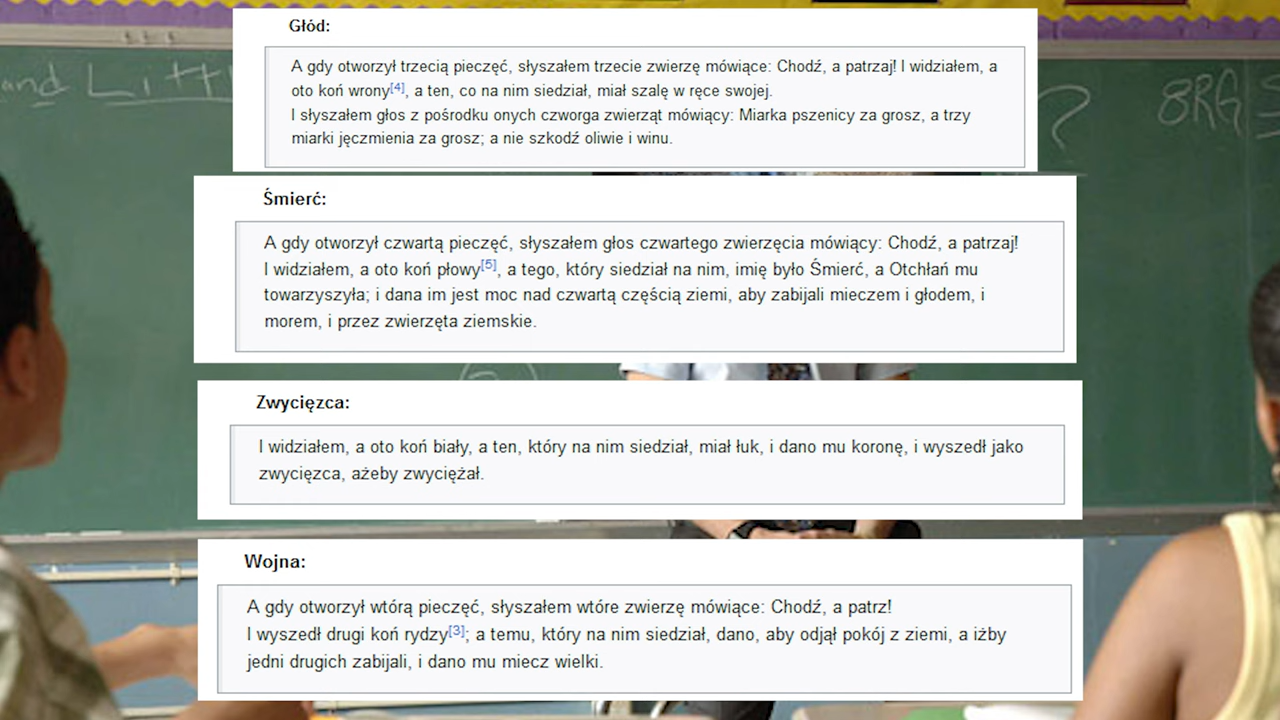 and Litt
?
8RG
Głód:
A gdy otworzył trzecią pieczęć, słyszałem trzecie zwierzę mówiące: Chodź, a patrzaj! I widziałem, a
oto koń wrony[4], a ten, co na nim siedział, miał szalę w ręce swojej.
I słyszałem głos z pośrodku onych czworga zwierząt mówiący: Miarka pszenicy za grosz, a trzy
miarki jęczmienia za grosz; a nie szkodź oliwie i winu.
Śmierć:
A gdy otworzył czwartą pieczęć, słyszałem głos czwartego zwierzęcia mówiący: Chodź, a patrzaj!
I widziałem, a oto koń płowy[5], a tego, który siedział na nim, imię było Śmierć, a Otchłań mu
towarzyszyła; i dana im jest moc nad czwartą częścią ziemi, aby zabijali mieczem i głodem, i
morem, i przez zwierzęta ziemskie.
Zwycięzca:
I widziałem, a oto koń biały, a ten, który na nim siedział, miał łuk, i dano mu koronę, i wyszedł jako
zwycięzca, ażeby zwyciężał.
Wojna:
A gdy otworzył wtórą pieczęć, słyszałem wtóre zwierzę mówiące: Chodź, a patrz!
I wyszedł drugi koń rydzy[3]; a temu, który na nim siedział, dano, aby odjął pokój z ziemi, a iżby
jedni drugich zabijali, i dano mu miecz wielki.